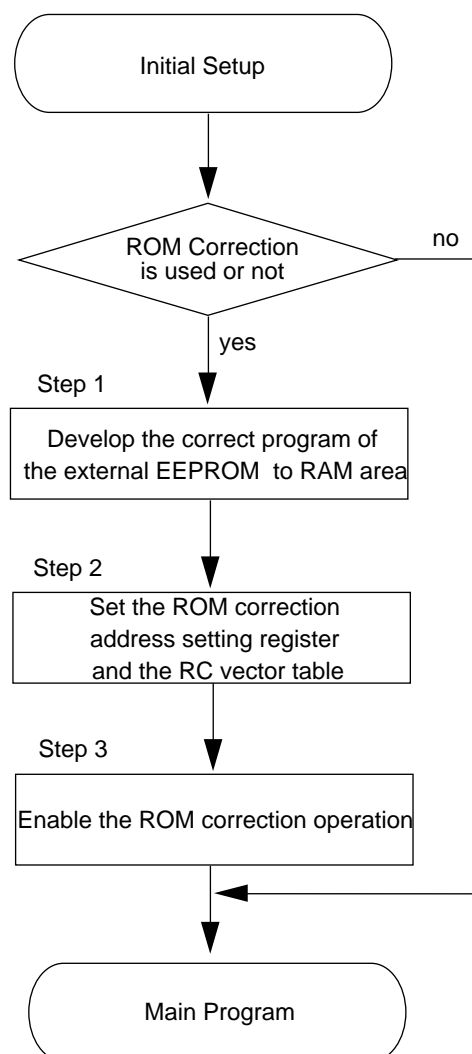 Initial Setup
ROM Correction
is used or not
no
yes
Step 1
Develop the correct program of
the external EEPROM to RAM area
Step 2
Set the ROM correction
address setting register
and the RC vector table
Step 3
Enable the ROM correction operation
Main Program